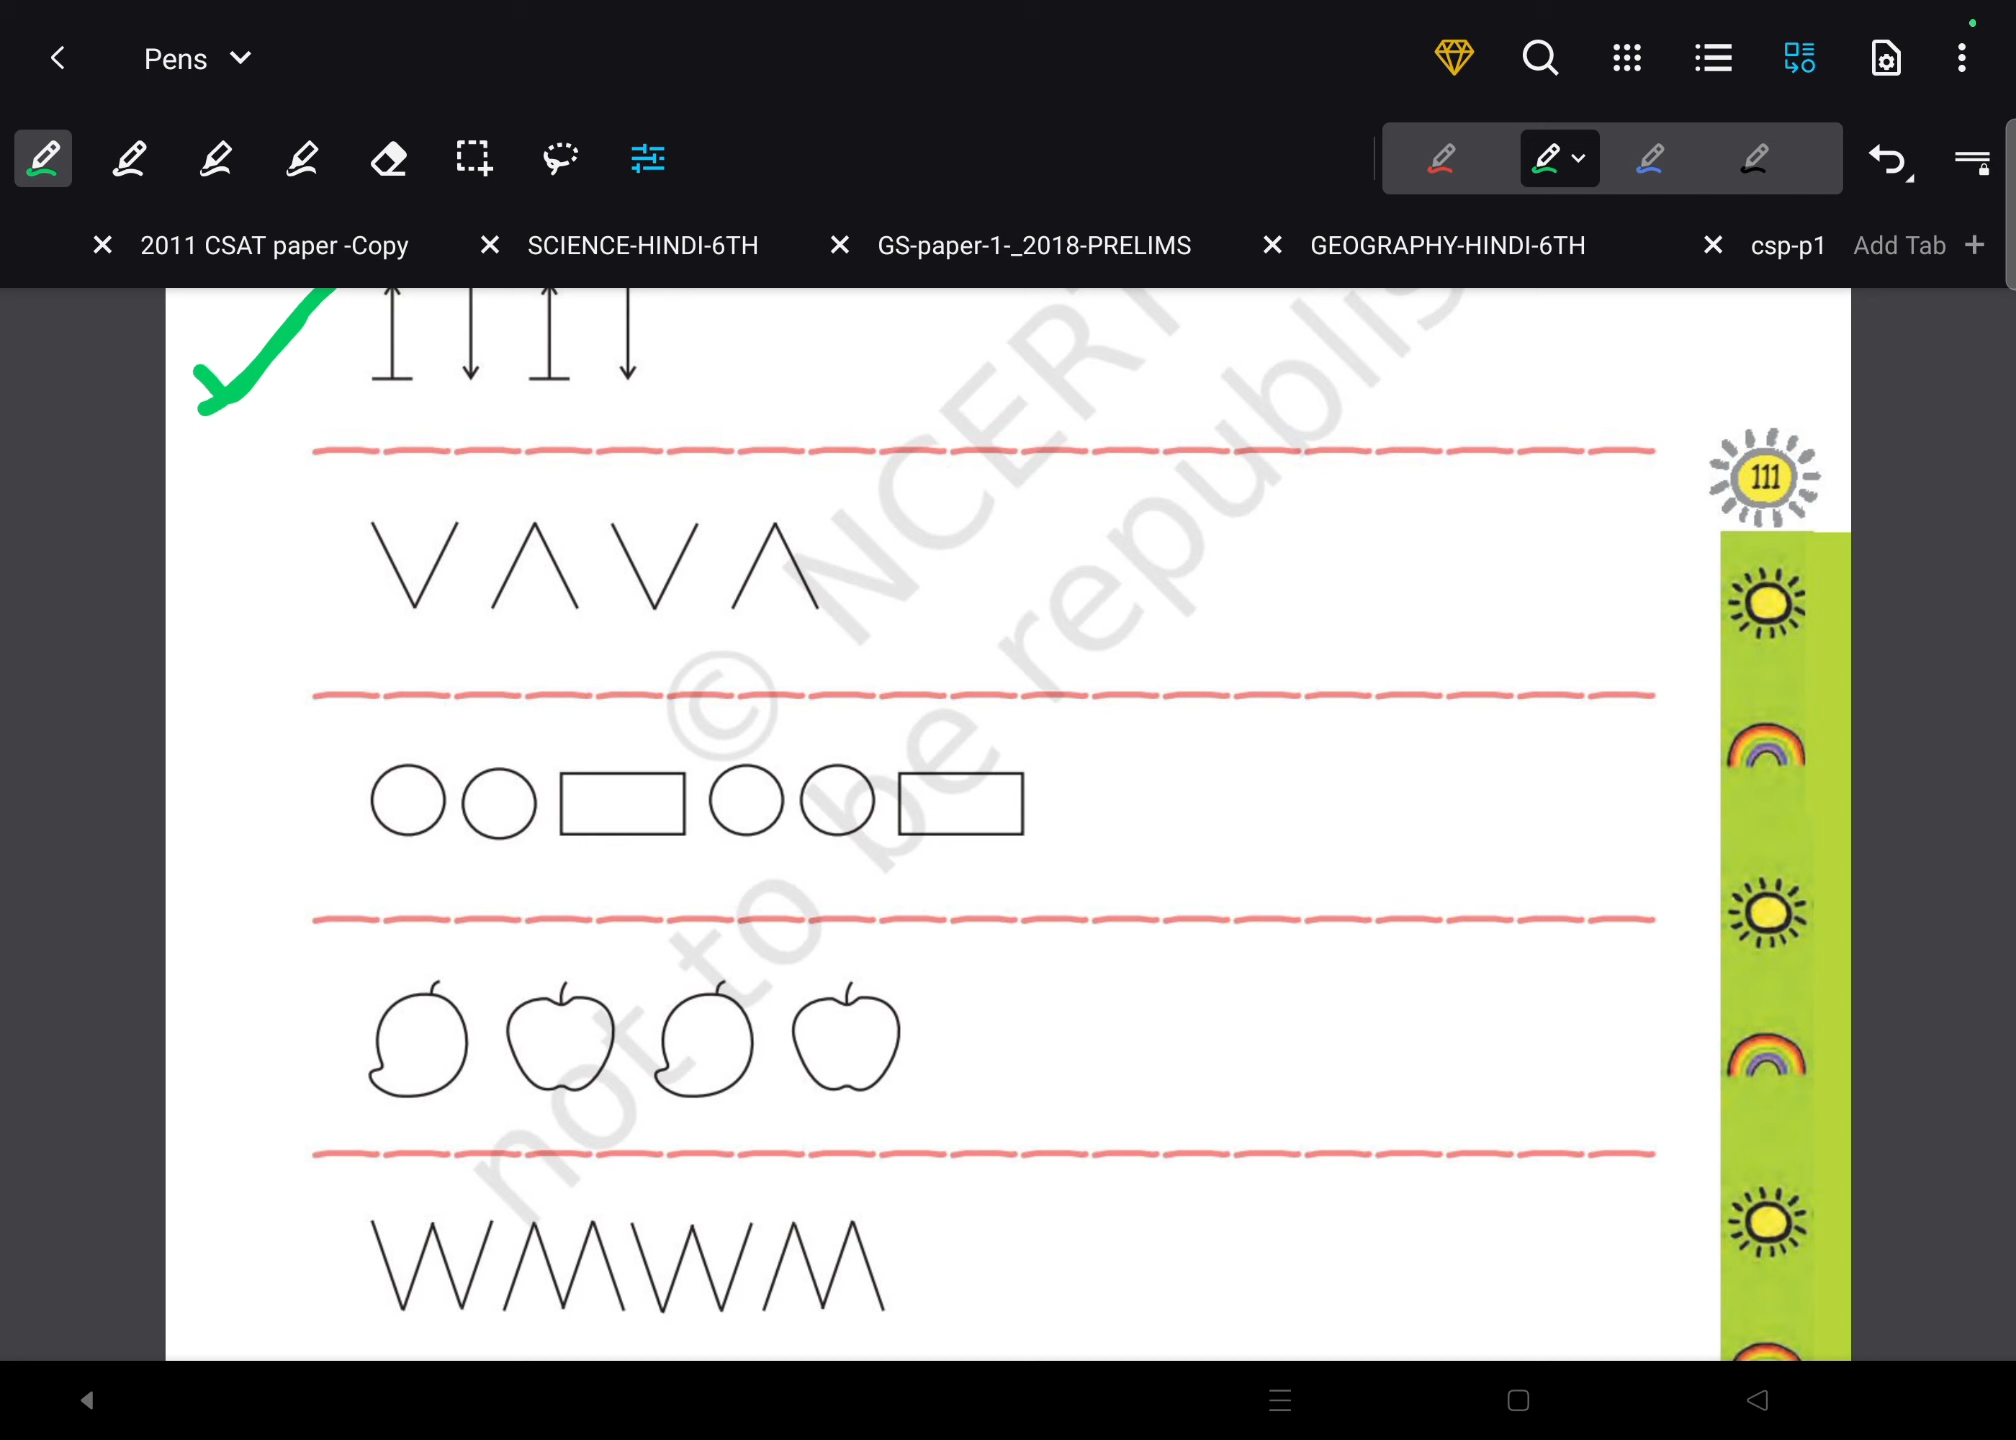 Pens
2011 CSAT paper -Copy
SCIENCE-HINDI-6TH
GS-paper-1-_2018-PRELIMS
GEOGRAPHY-HINDI-6TH
csp-p1
Add Tab
111
© NCERT
not to be republis